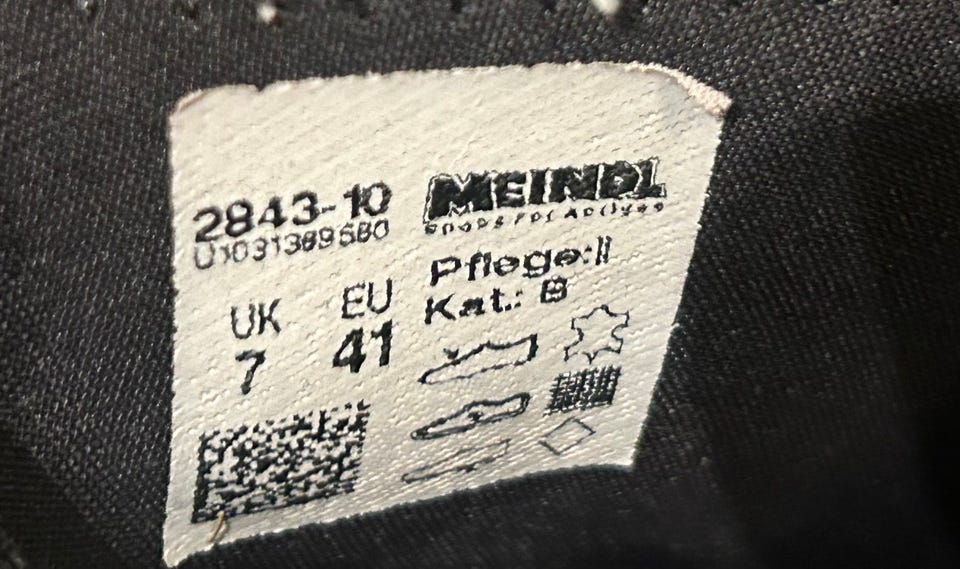 2843-10
MEINDL
Shoes For Actives
Pflege: II
Kat.: B
UK
EU
7
41